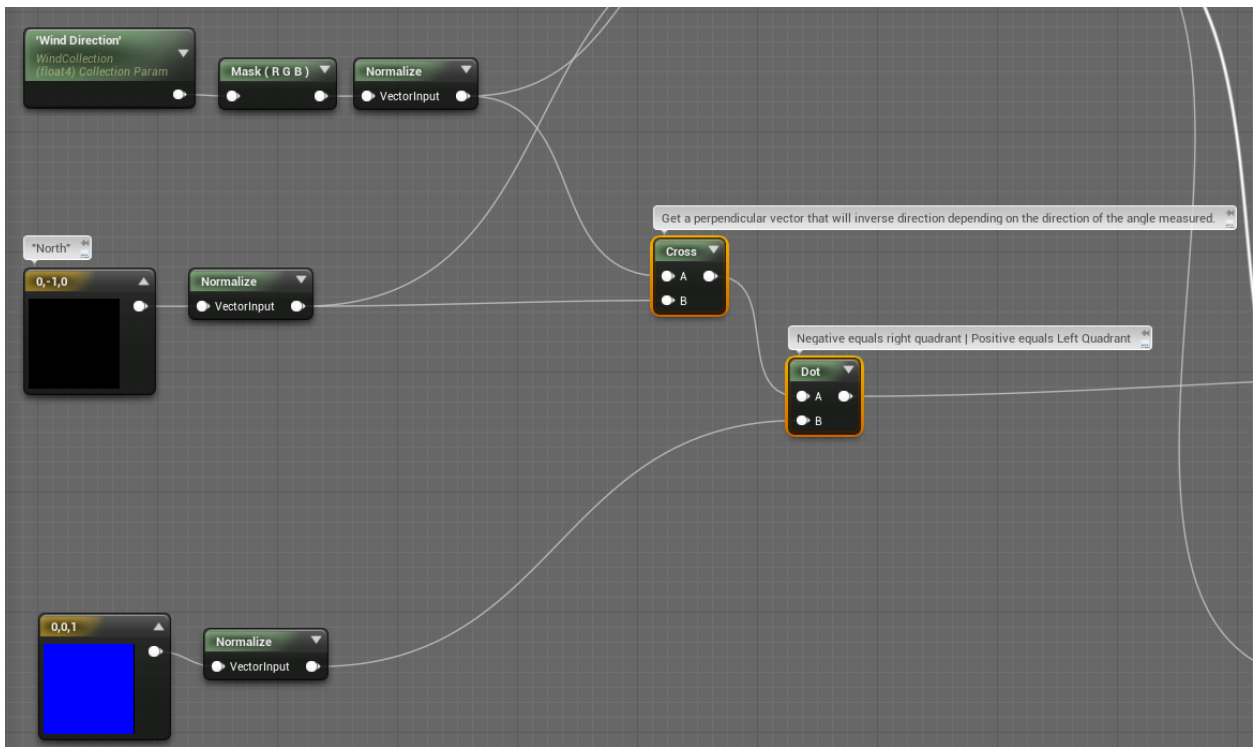 'Wind Direction'
WindCollection
(float4) Collection Param
Mask ( R G B )
Normalize
VectorInput
Get a perpendicular vector that will inverse direction depending on the direction of the angle measured.
"North"
Cross
A
B
0,-1,0
Normalize
VectorInput
Negative equals right quadrant | Positive equals Left Quadrant
Dot
A
B
0,0,1
Normalize
VectorInput